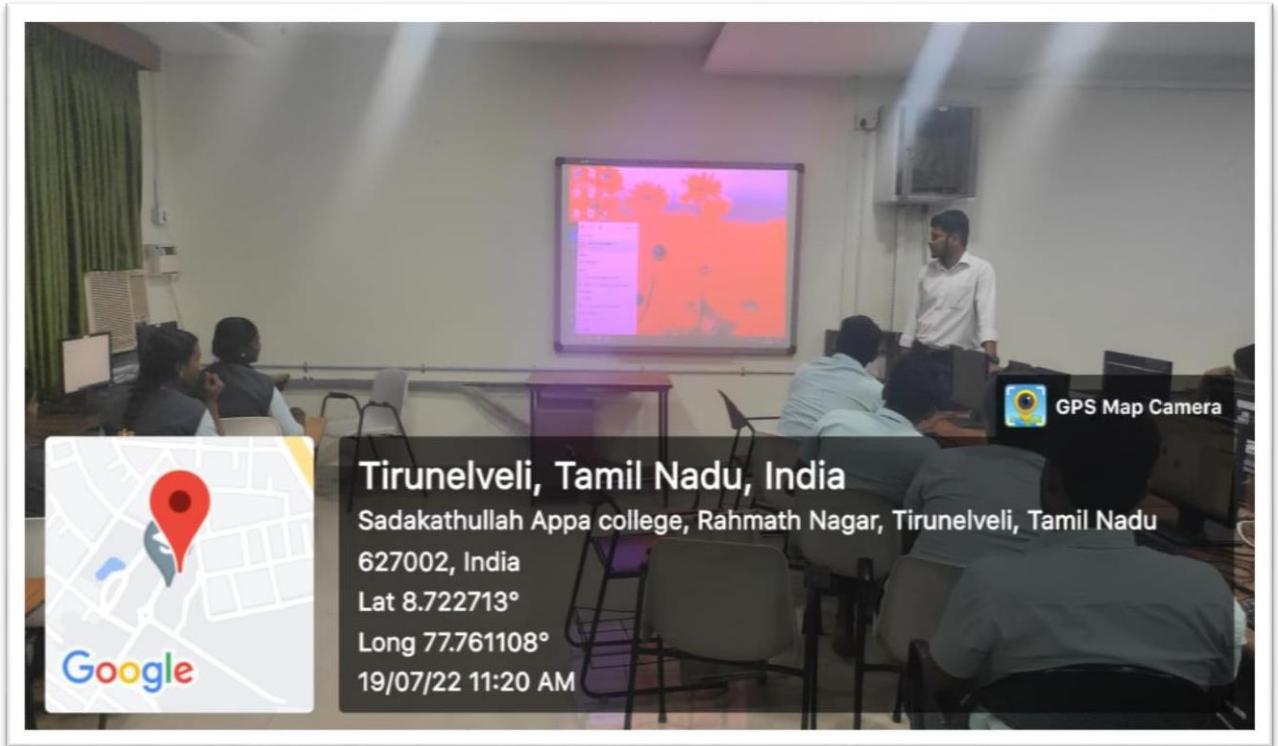 GPS Map Camera
Tirunelveli, Tamil Nadu, India
Sadakathullah Appa college, Rahmath Nagar, Tirunelveli, Tamil Nadu
627002, India
Lat 8.722713°
Long 77.761108°
19/07/22 11:20 AM
Google